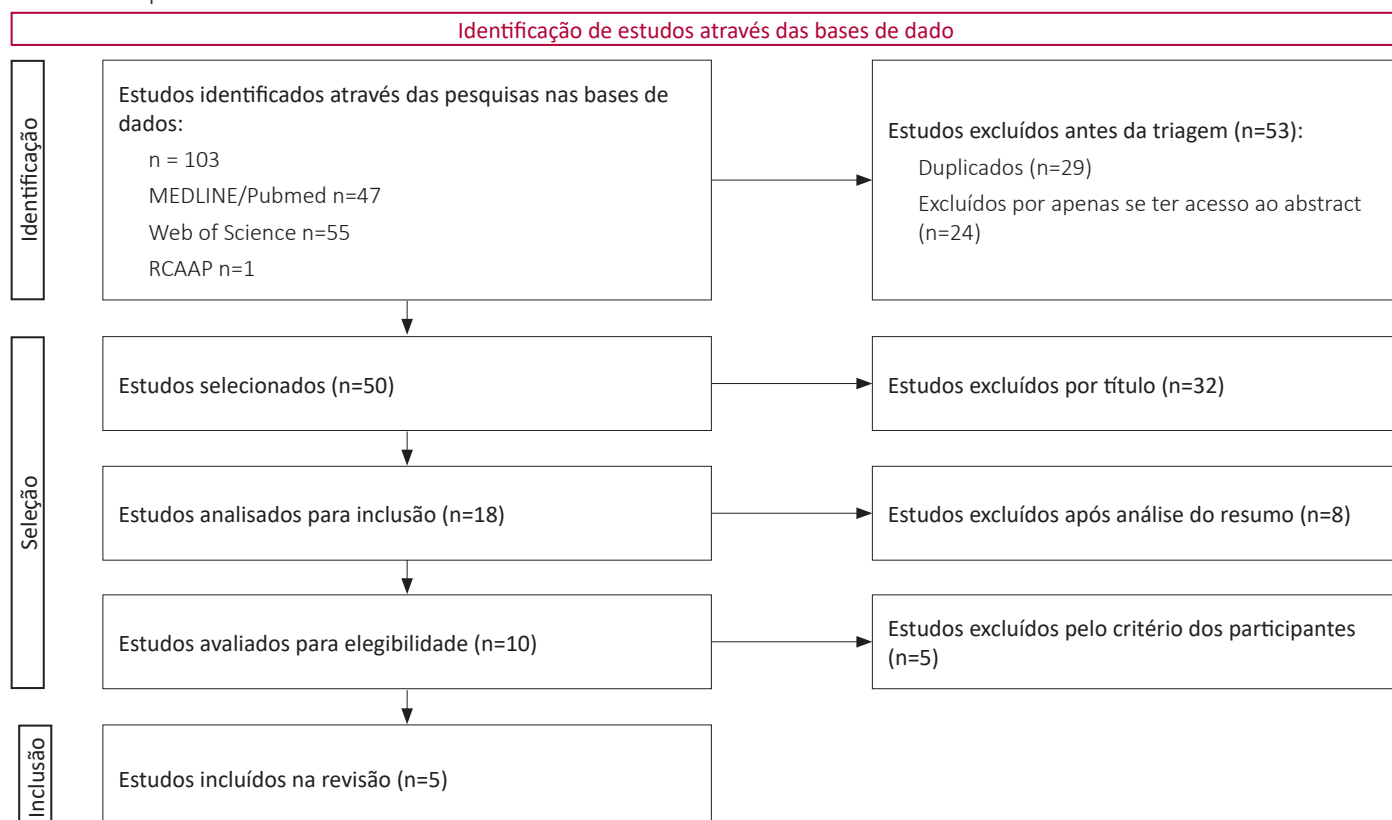 Identificação de estudos através das bases de dado
Identificação
Estudos identificados através das pesquisas nas bases de
dados:
n = 103
MEDLINE/Pubmed n=47
Web of Science n=55
RCAAP n=1
Estudos excluídos antes da triagem (n=53):
Duplicados (n=29)
Excluídos por apenas se ter acesso ao abstract
(n=24)
Seleção
Estudos selecionados (n=50)
Estudos excluídos por título (n=32)
Estudos analisados para inclusão (n=18)
Estudos excluídos após análise do resumo (n=8)
Estudos avaliados para elegibilidade (n=10)
Estudos excluídos pelo critério dos participantes
(n=5)
Inclusão
Estudos incluídos na revisão (n=5)